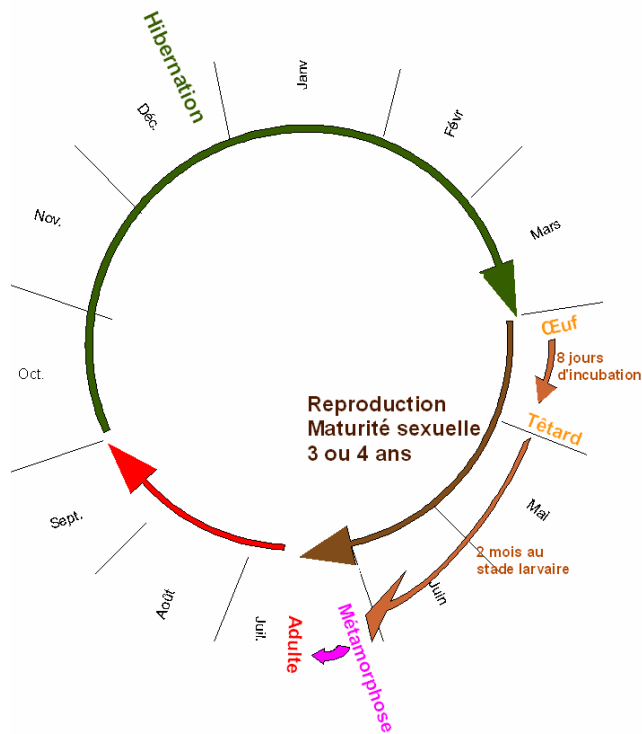 Hibernation
Janv
Févr
Mars
Œuf
8 jours
d'incubation
Têtard
Mai
2 mois au
stade larvaire
Juin
Métamorphose
Adulte
Juil.
Août
Sept.
Oct.
Nov.
Déc.
Reproduction
Maturité sexuelle
3 ou 4 ans